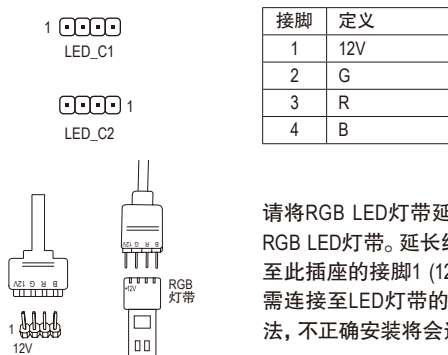 1
LED_C1
1
LED_C2
接脚 定义
1 12V
2 G
3 R
4 B
12V G R B
1
12V
12V G R B
+12V
RGB
灯带
请将RGB LED灯带延
RGB LED灯带。延长
至此插座的接脚1 (12
需连接至LED灯带的
法，不正确安装将会